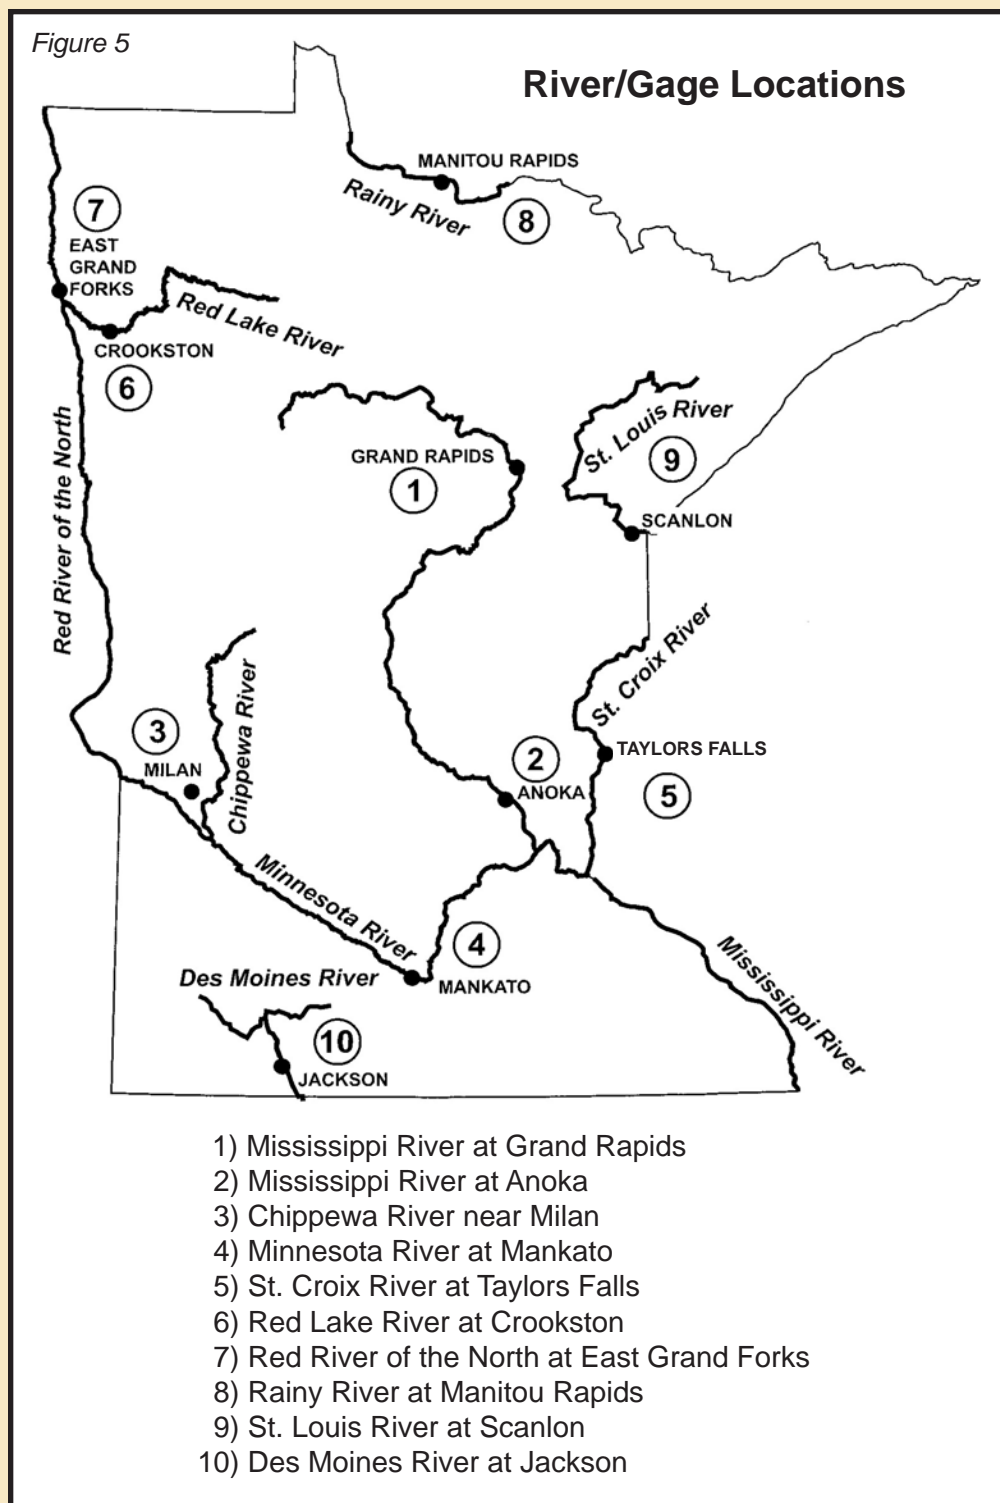 Figure 5
River/Gage Locations
MANITOU RAPIDS
Rainy River
8
7
EAST
GRAND
FORKS
Red Lake River
CROOKSTON
6
Red River of the North
GRAND RAPIDS
1
St. Louis River
9
SCANLON
St. Croix River
TAYLORS FALLS
5
3
MILAN
Chippewa River
2
ANOKA
Minnesota River
4
MANKATO
Mississippi River
Des Moines River
10
JACKSON
1) Mississippi River at Grand Rapids
2) Mississippi River at Anoka
3) Chippewa River near Milan
4) Minnesota River at Mankato
5) St. Croix River at Taylors Falls
6) Red Lake River at Crookston
7) Red River of the North at East Grand Forks
8) Rainy River at Manitou Rapids
9) St. Louis River at Scanlon
10) Des Moines River at Jackson